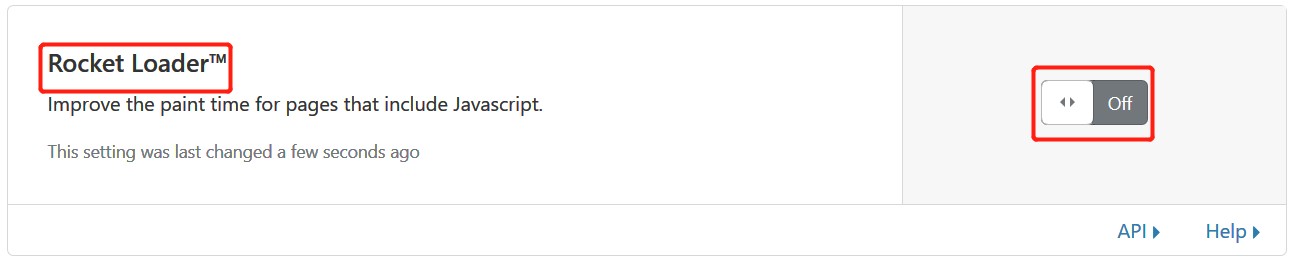 Rocket Loader™
Improve the paint time for pages that include Javascript.
Off
This setting was last changed a few seconds ago
API
Help